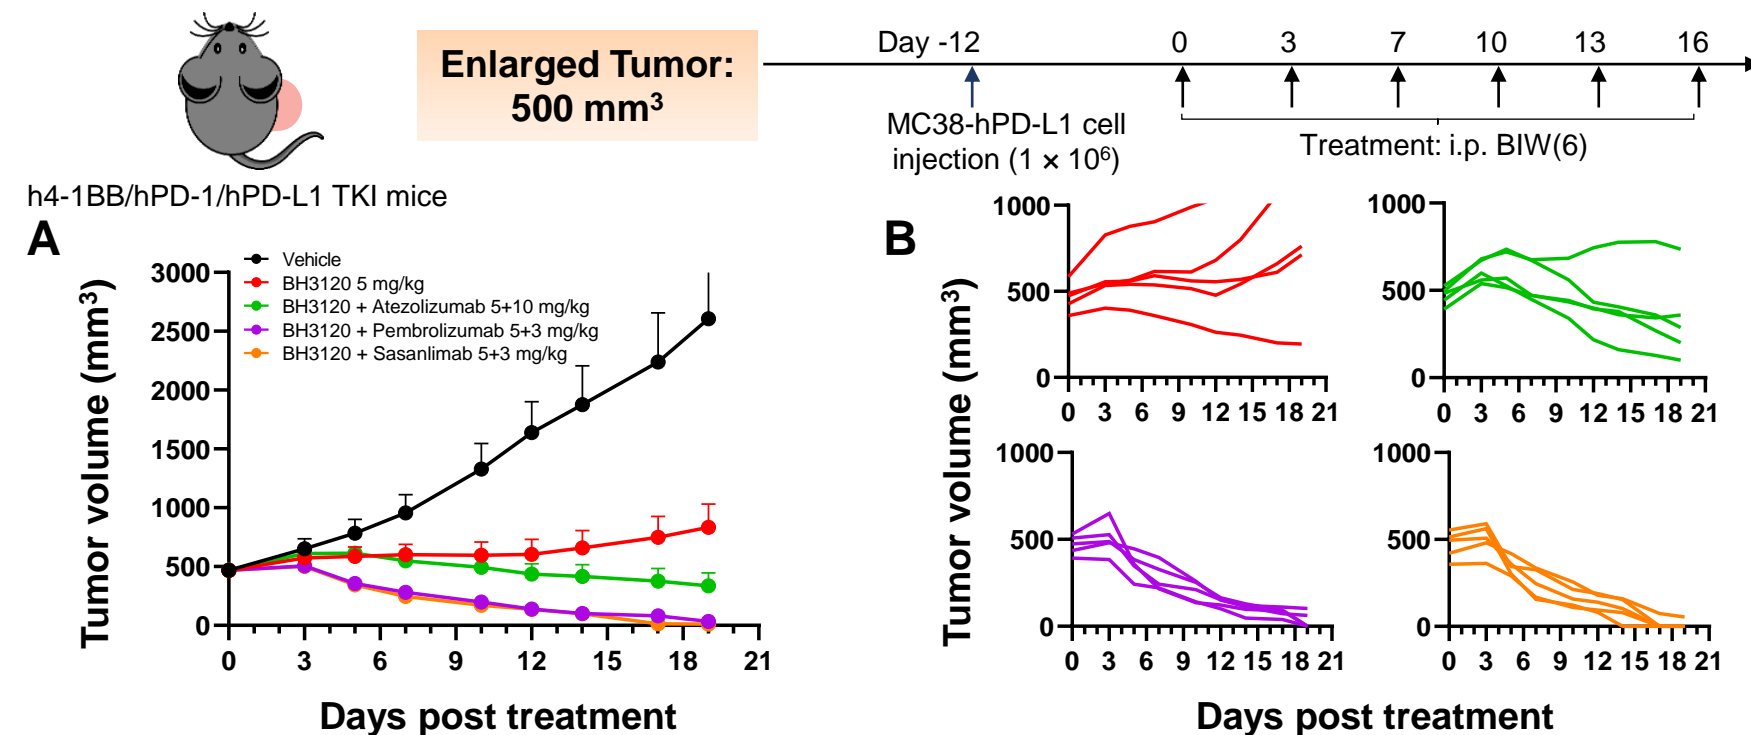 Enlarged Tumor:
500 mm³
Day -12 0 3 7 10 13 16
MC38-hPD-L1 cell
injection (1 × 10⁶)
Treatment: i.p. BIW(6)
h4-1BB/hPD-1/hPD-L1 TKI mice
A
Vehicle
BH3120 5 mg/kg
BH3120 + Atezolizumab 5+10 mg/kg
BH3120 + Pembrolizumab 5+3 mg/kg
BH3120 + Sasanlimab 5+3 mg/kg
Tumor volume (mm³)
3000
2500
2000
1500
1000
500
0
0 3 6 9 12 15 18 21
Days post treatment
B
Tumor volume (mm³)
1000
500
0
0 3 6 9 12 15 18 21
1000
500
0
0 3 6 9 12 15 18 21
1000
500
0
0 3 6 9 12 15 18 21
1000
500
0
0 3 6 9 12 15 18 21
Days post treatment